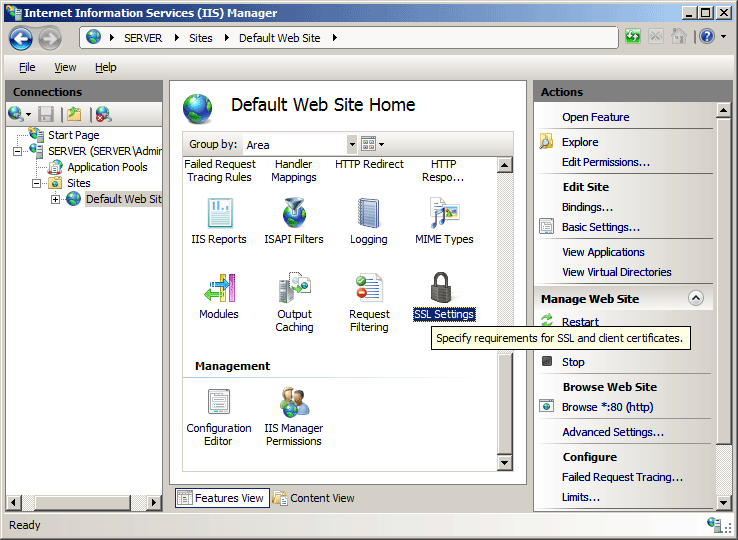 Internet Information Services (IIS) Manager
SERVER Sites Default Web Site
File View Help
Connections
Start Page
SERVER (SERVER\Admir
Application Pools
Sites
Default Web Sit
Default Web Site Home
Group by: Area
Failed Request Tracing Rules
Handler Mappings
HTTP Redirect
HTTP Respo...
IIS Reports
ISAPI Filters
Logging
MIME Types
Modules
Output Caching
Request Filtering
SSL Settings
Specify requirements for SSL and client certificates.
Management
Configuration Editor
IIS Manager Permissions
Features View
Content View
Actions
Open Feature
Explore
Edit Permissions...
Edit Site
Bindings...
Basic Settings...
View Applications
View Virtual Directories
Manage Web Site
Restart
Stop
Browse Web Site
Browse *:80 (http)
Advanced Settings...
Configure
Failed Request Tracing...
Limits...
Ready